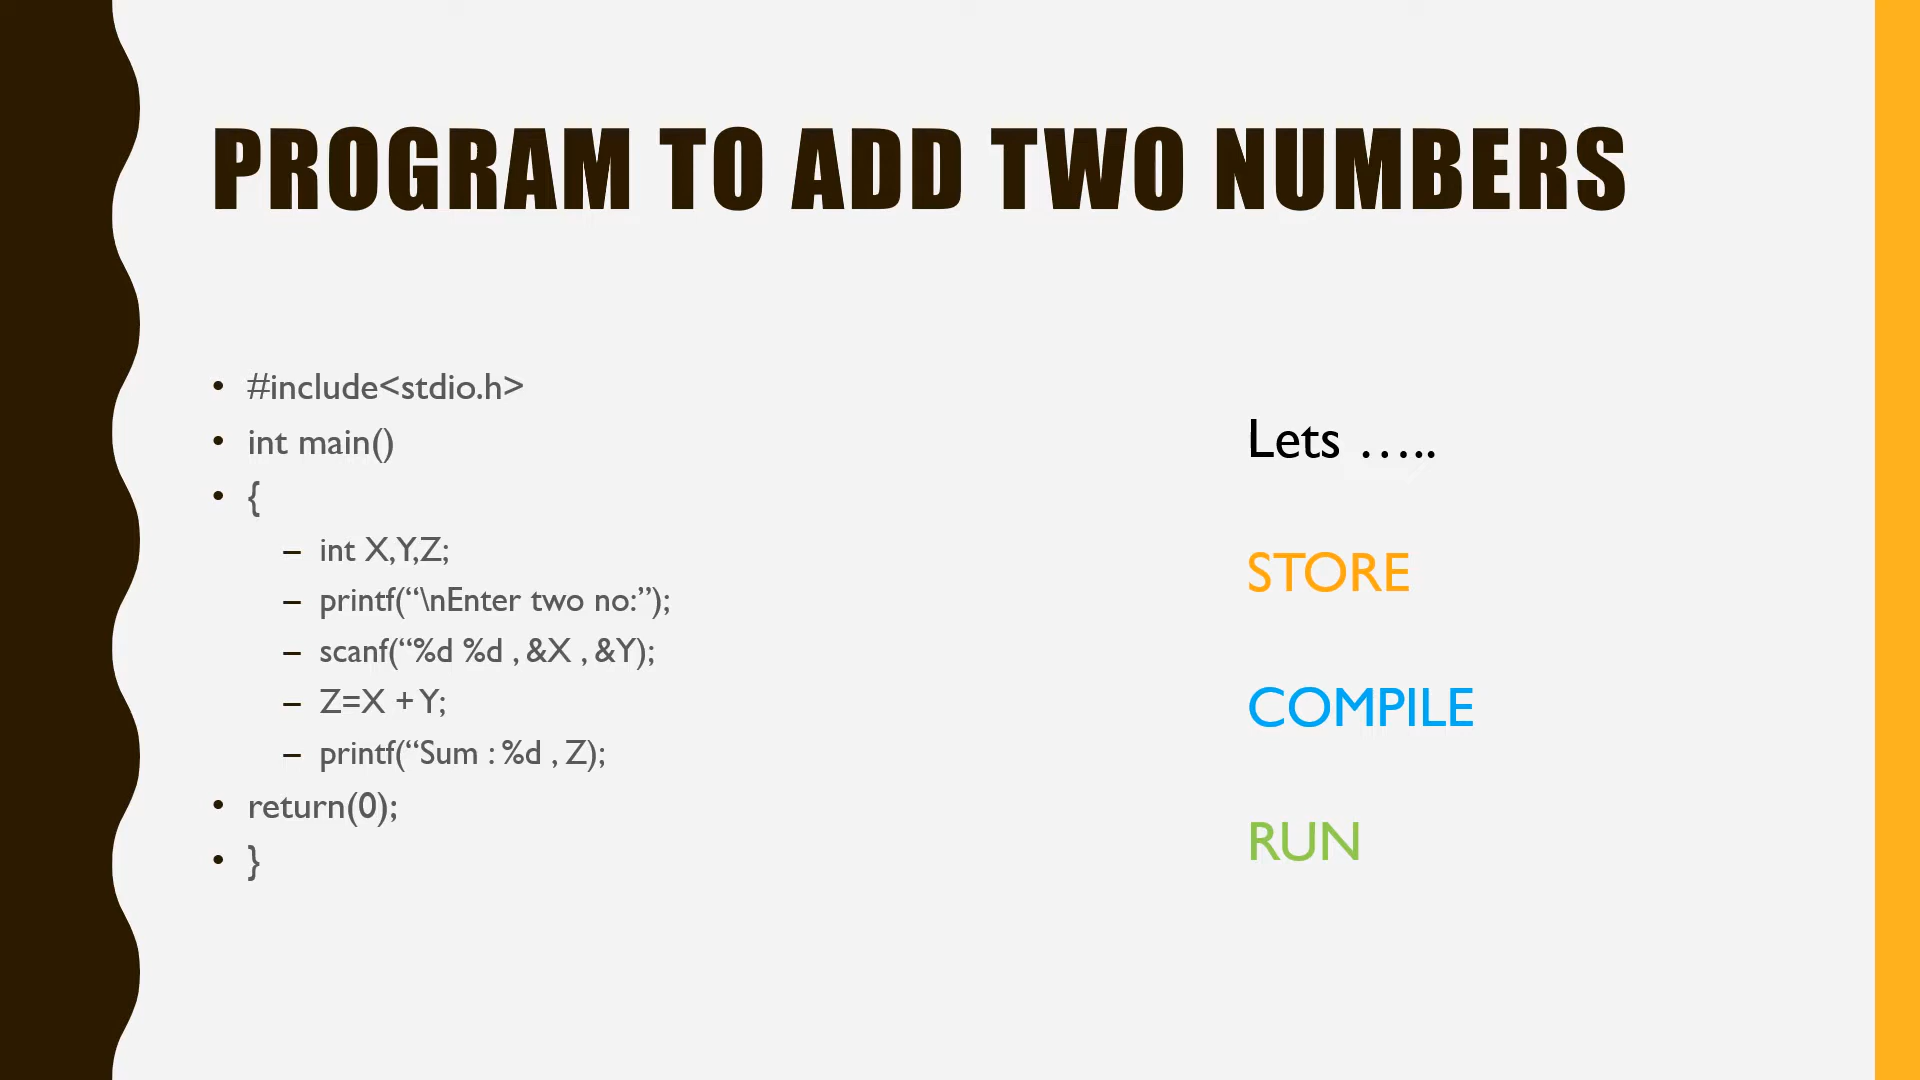 PROGRAM TO ADD TWO NUMBERS
• #include<stdio.h>
• int main()
• {
– int X,Y,Z;
– printf(“\nEnter two no:”);
– scanf(“%d %d , &X , &Y);
– Z=X + Y;
– printf(“Sum : %d , Z);
• return(0);
• }
Lets …..
STORE
COMPILE
RUN